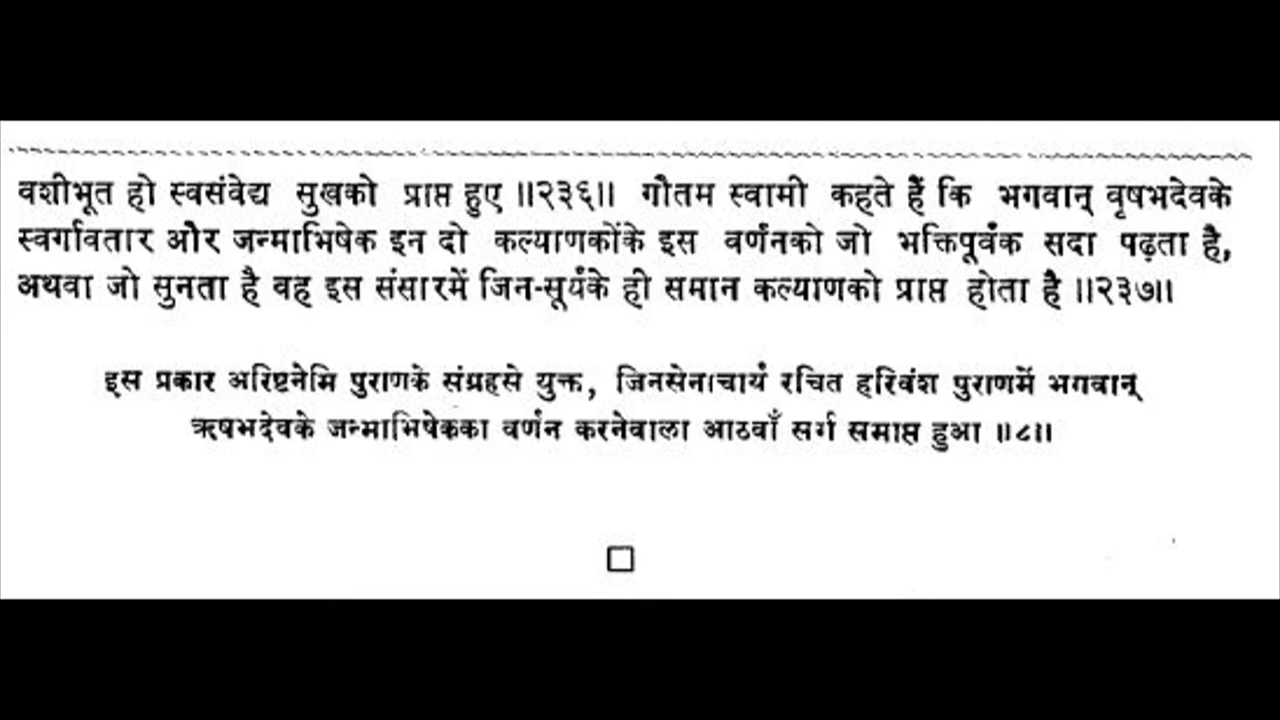 वशीभूत हो स्वसंवेद्य सुखको प्राप्त हुए ॥२३६॥ गौतम स्वामी कहते हैं कि भगवान् वृषभदेवके
स्वर्गावतार और जन्माभिषेक इन दो कल्याणकोंके इस वर्णनको जो भक्तिपूर्वक सदा पढ़ता है,
अथवा जो सुनता है वह इस संसारमें जिन-सूर्यके ही समान कल्याणको प्राप्त होता है ॥२३७॥
इस प्रकार अरिष्टनेमि पुराणके संग्रहसे युक्त, जिनसेनाचार्य रचित हरिवंश पुराणमें भगवान्
ऋषभदेवके जन्माभिषेकका वर्णन करनेवाला आठवाँ सर्ग समाप्त हुआ ॥८॥